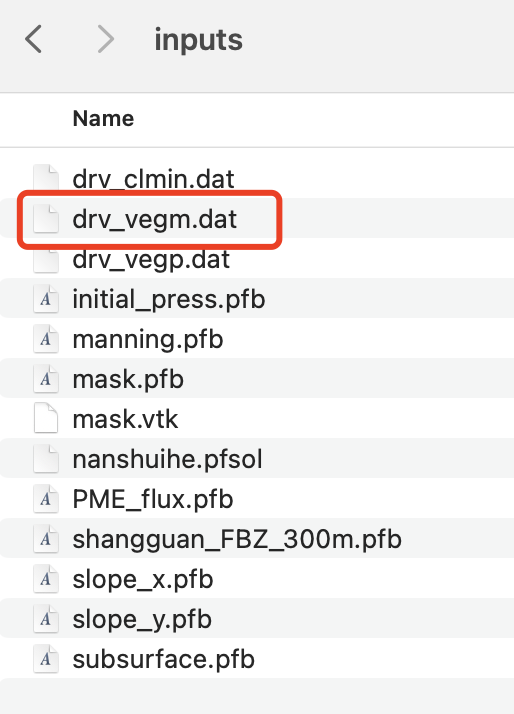 inputs
Name
drv_clmin.dat
drv_vegm.dat
drv_vegp.dat
initial_press.pfb
manning.pfb
mask.pfb
mask.vtk
nanshuihe.pfsol
PME_flux.pfb
shangguan_FBZ_300m.pfb
slope_x.pfb
slope_y.pfb
subsurface.pfb